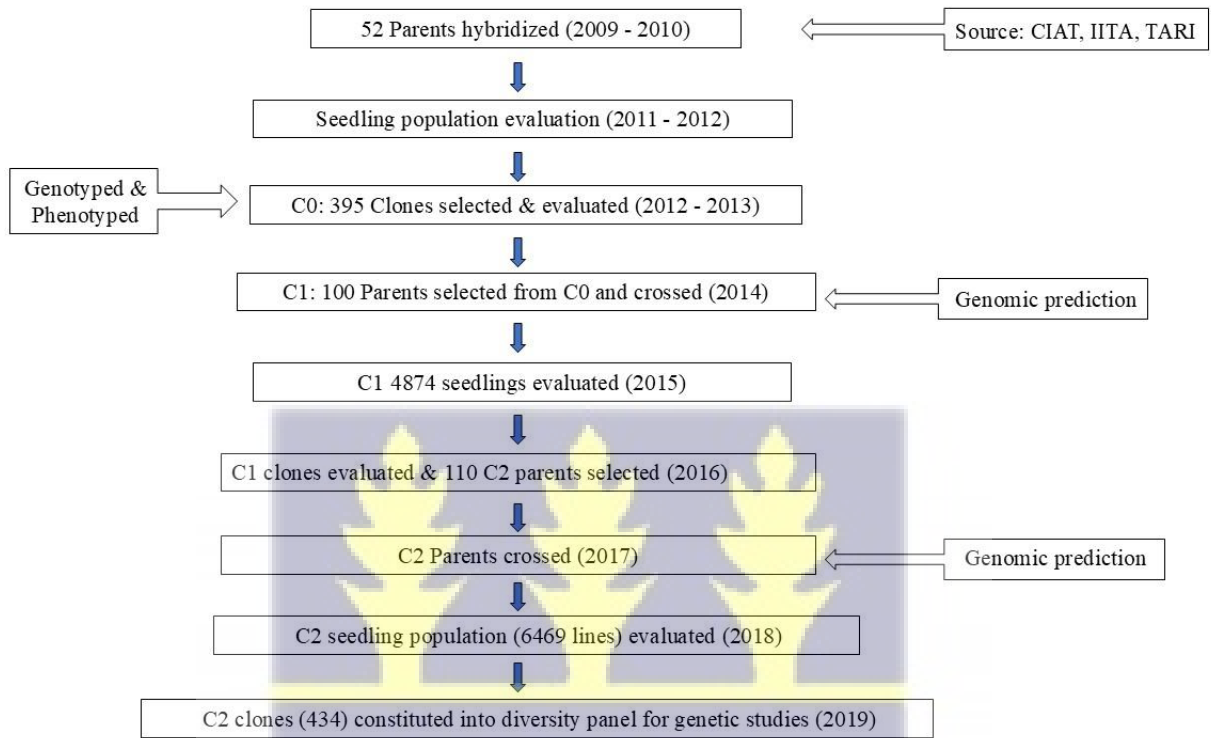 52 Parents hybridized (2009 - 2010)
Source: CIAT, IITA, TARI
Seedling population evaluation (2011 - 2012)
Genotyped &
Phenotyped
C0: 395 Clones selected & evaluated (2012 - 2013)
C1: 100 Parents selected from C0 and crossed (2014)
Genomic prediction
C1 4874 seedlings evaluated (2015)
C1 clones evaluated & 110 C2 parents selected (2016)
C2 Parents crossed (2017)
Genomic prediction
C2 seedling population (6469 lines) evaluated (2018)
C2 clones (434) constituted into diversity panel for genetic studies (2019)